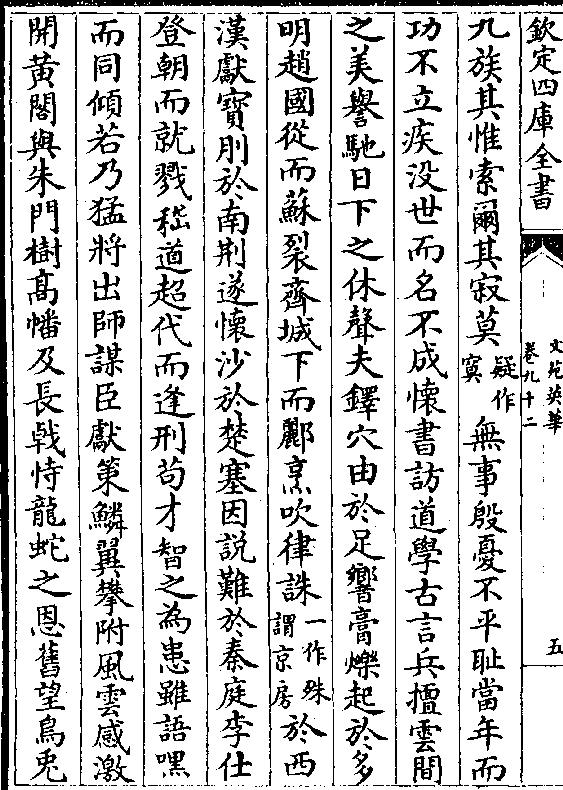 欽定四庫全書
文苑英華
卷九十二
五
九族其惟索爾其寂莫疑作寞無事殷憂不平恥當年而
功不立疾没世而名不成懷書訪道學古言兵擅雲間
之美譽馳日下之休聲夫鐸穴由於足響膏爍起於多
明趙國從而蘇裂齊城下而酈烹吹律誅一作殊謂京房於西
漢獻寳刖於南荆遂懷沙於楚塞因説難於秦庭李仕
登朝而就戮嵇道超代而逢刑苟才智之為患雖語嘿
而同傾若乃猛將出師謀臣獻策鱗翼攀附風雲感激
開黄閤與朱門樹髙幡及長㦸恃龍蛇之恩舊望烏兎